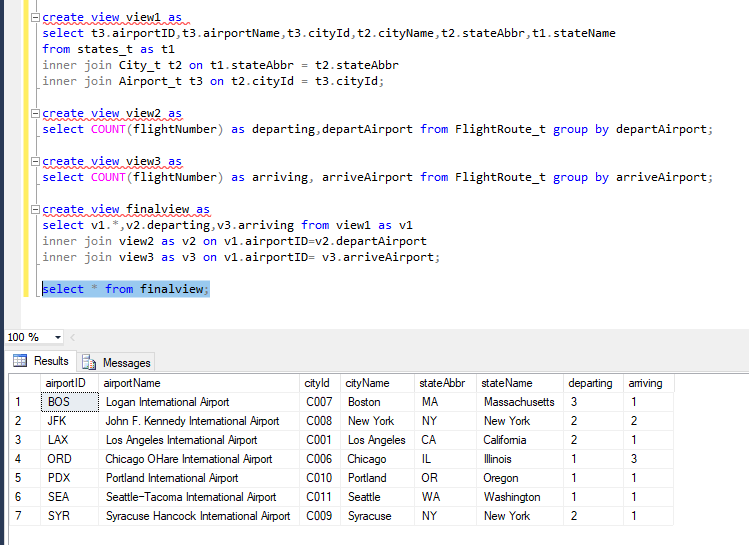 create view view1 as
select t3.airportID,t3.airportName,t3.cityId,t2.cityName,t2.stateAbbr,t1.stateName
from states_t as t1
inner join City_t t2 on t1.stateAbbr = t2.stateAbbr
inner join Airport_t t3 on t2.cityId = t3.cityId;
create view view2 as
select COUNT(flightNumber) as departing,departAirport from FlightRoute_t group by departAirport;
create view view3 as
select COUNT(flightNumber) as arriving, arriveAirport from FlightRoute_t group by arriveAirport;
create view finalview as
select v1.*,v2.departing,v3.arriving from view1 as v1
inner join view2 as v2 on v1.airportID=v2.departAirport
inner join view3 as v3 on v1.airportID= v3.arriveAirport;
select * from finalview;
100 %
Results Messages
airportID airportName cityId cityName stateAbbr stateName departing arriving
1 BOS Logan International Airport C007 Boston MA Massachusetts 3 1
2 JFK John F. Kennedy International Airport C008 New York NY New York 2 2
3 LAX Los Angeles International Airport C001 Los Angeles CA California 2 1
4 ORD Chicago OHare International Airport C006 Chicago IL Illinois 1 3
5 PDX Portland International Airport C010 Portland OR Oregon 1 1
6 SEA Seattle-Tacoma International Airport C011 Seattle WA Washington 1 1
7 SYR Syracuse Hancock International Airport C009 Syracuse NY New York 2 1